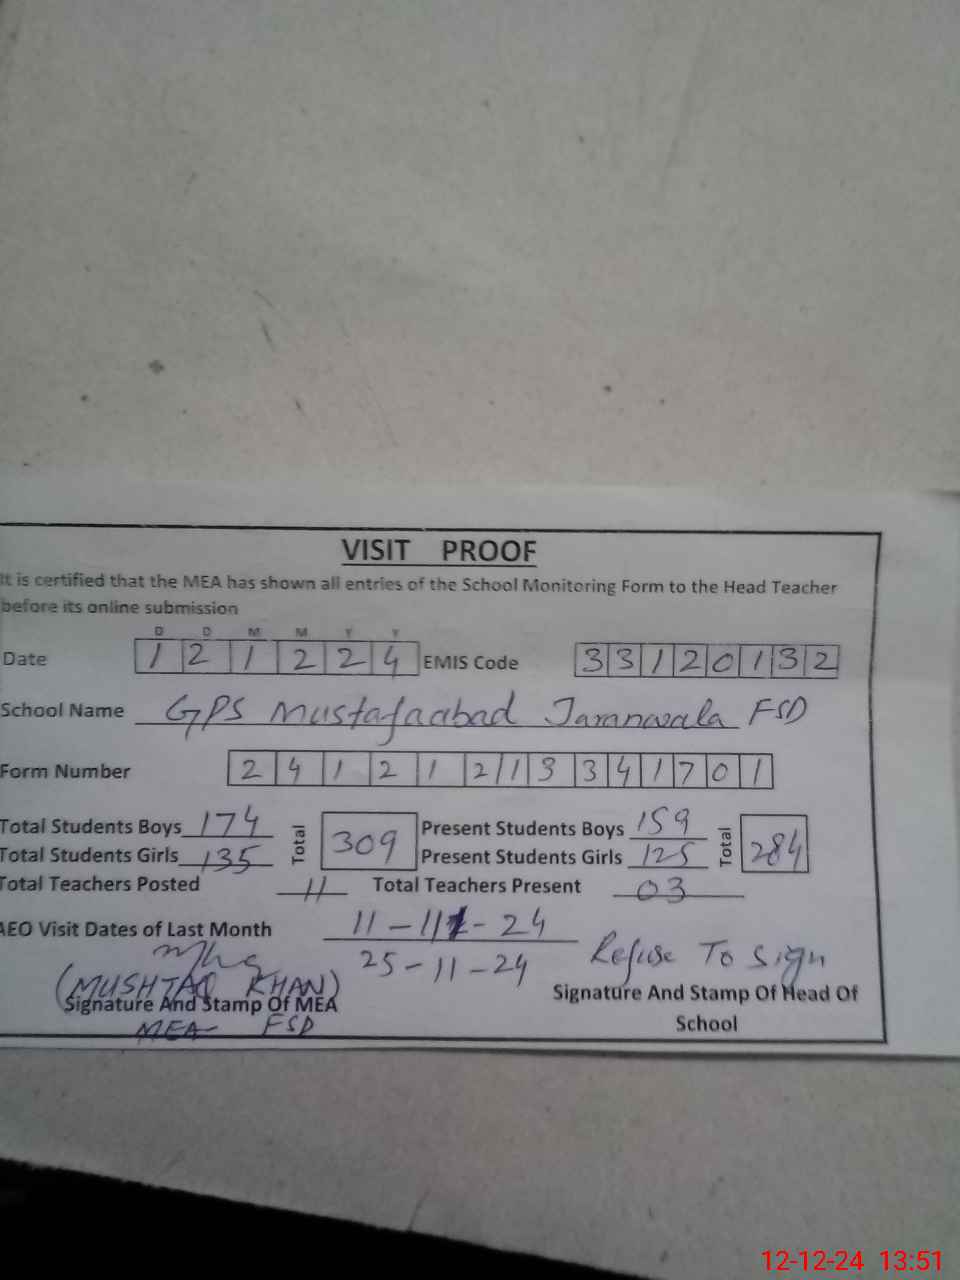 VISIT PROOF
It is certified that the MEA has shown all entries of the School Monitoring Form to the Head Teacher
before its online submission
D D M M Y Y
Date 1 2 1 2 2 4 EMIS Code 3 3 1 2 0 1 3 2
School Name GPS Mustafaabad Jaranwala FSD
Form Number 2 4 1 2 1 2 1 3 3 4 1 7 0 1
Total Students Boys 174 Total 309 Present Students Boys 159 Total 284
Total Students Girls 135 Present Students Girls 125
Total Teachers Posted 11 Total Teachers Present 03
AEO Visit Dates of Last Month 11-11-24
25-11-24 Refuse To Sign
(MUSHTAQ KHAN)
Signature And Stamp Of MEA Signature And Stamp Of Head Of
School
MEA FSD
12-12-24 13:51